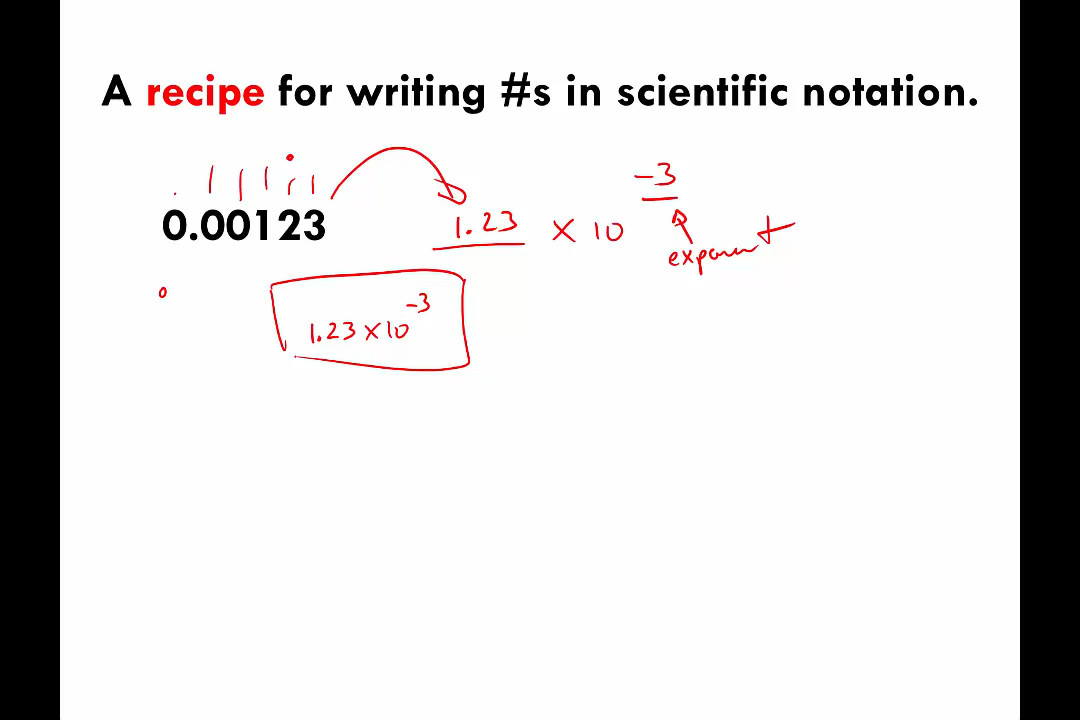 A recipe for writing #s in scientific notation.
0.00123 1.23 × 10 -3
exponent
1.23 × 10 -3